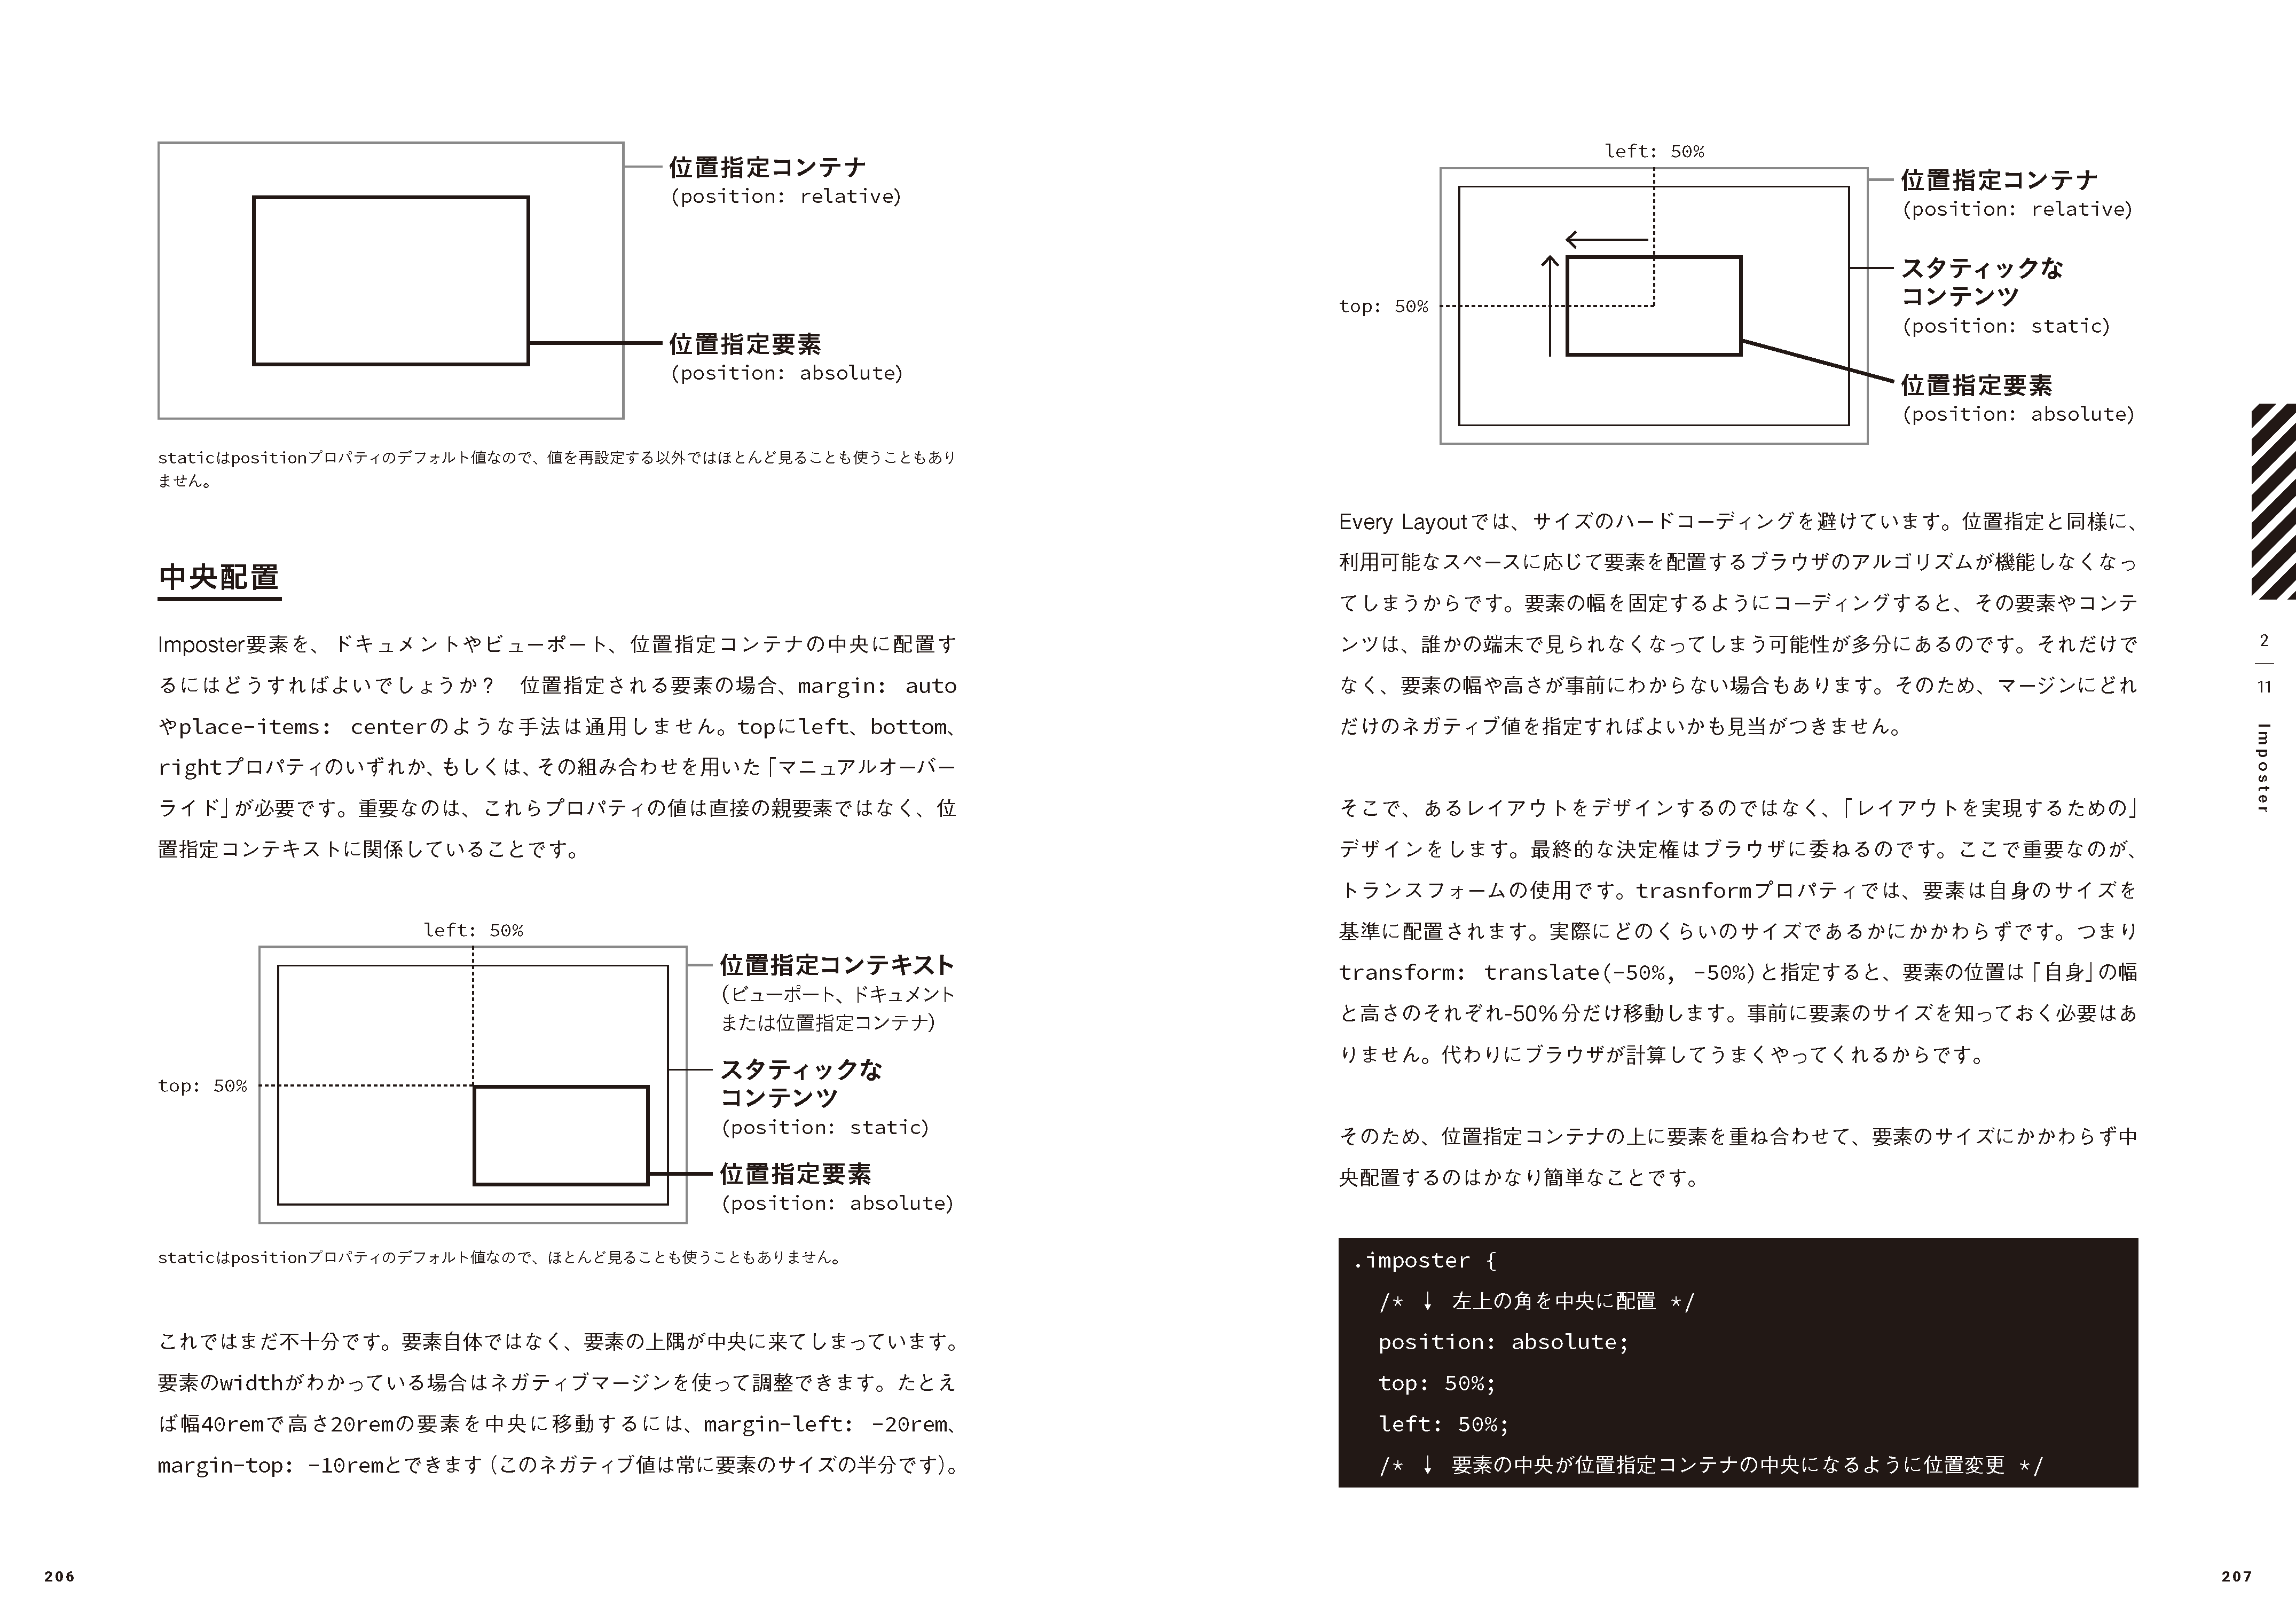 位置指定コンテナ
(position: relative)
位置指定要素
(position: absolute)
staticはpositionプロパティのデフォルト値なので、値を再設定する以外ではほとんど見ることも使うこともあり
ません。
中央配置
Imposter要素を、ドキュメントやビューポート、位置指定コンテナの中央に配置す
るにはどうすればよいでしょうか？　位置指定される要素の場合、margin: auto
やplace-items: centerのような手法は通用しません。topにleft、bottom、
rightプロパティのいずれか、もしくは、その組み合わせを用いた「マニュアルオーバー
ライド」が必要です。重要なのは、これらプロパティの値は直接の親要素ではなく、位
置指定コンテキストに関係していることです。
left: 50%
top: 50%
位置指定コンテキスト
（ビューポート、ドキュメント
または位置指定コンテナ）
スタティックな
コンテンツ
(position: static)
位置指定要素
(position: absolute)
staticはpositionプロパティのデフォルト値なので、ほとんど見ることも使うこともありません。
これではまだ不十分です。要素自体ではなく、要素の上隅が中央に来てしまっています。
要素のwidthがわかっている場合はネガティブマージンを使って調整できます。たとえ
ば幅40remで高さ20remの要素を中央に移動するには、margin-left: -20rem、
margin-top: -10remとできます（このネガティブ値は常に要素のサイズの半分です）。
206
left: 50%
top: 50%
位置指定コンテナ
(position: relative)
スタティックな
コンテンツ
(position: static)
位置指定要素
(position: absolute)
Every Layoutでは、サイズのハードコーディングを避けています。位置指定と同様に、
利用可能なスペースに応じて要素を配置するブラウザのアルゴリズムが機能しなくなっ
てしまうからです。要素の幅を固定するようにコーディングすると、その要素やコンテ
ンツは、誰かの端末で見られなくなってしまう可能性が多分にあるのです。それだけで
なく、要素の幅や高さが事前にわからない場合もあります。そのため、マージンにどれ
だけのネガティブ値を指定すればよいかも見当がつきません。
そこで、あるレイアウトをデザインするのではなく、「レイアウトを実現するための」
デザインをします。最終的な決定権はブラウザに委ねるのです。ここで重要なのが、
トランスフォームの使用です。trasnformプロパティでは、要素は自身のサイズを
基準に配置されます。実際にどのくらいのサイズであるかにかかわらずです。つまり
transform: translate(-50%, -50%)と指定すると、要素の位置は「自身」の幅
と高さのそれぞれ-50%分だけ移動します。事前に要素のサイズを知っておく必要はあ
りません。代わりにブラウザが計算してうまくやってくれるからです。
そのため、位置指定コンテナの上に要素を重ね合わせて、要素のサイズにかかわらず中
央配置するのはかなり簡単なことです。
.imposter {
/* ↓ 左上の角を中央に配置 */
position: absolute;
top: 50%;
left: 50%;
/* ↓ 要素の中央が位置指定コンテナの中央になるように位置変更 */
2
11
Imposter
207